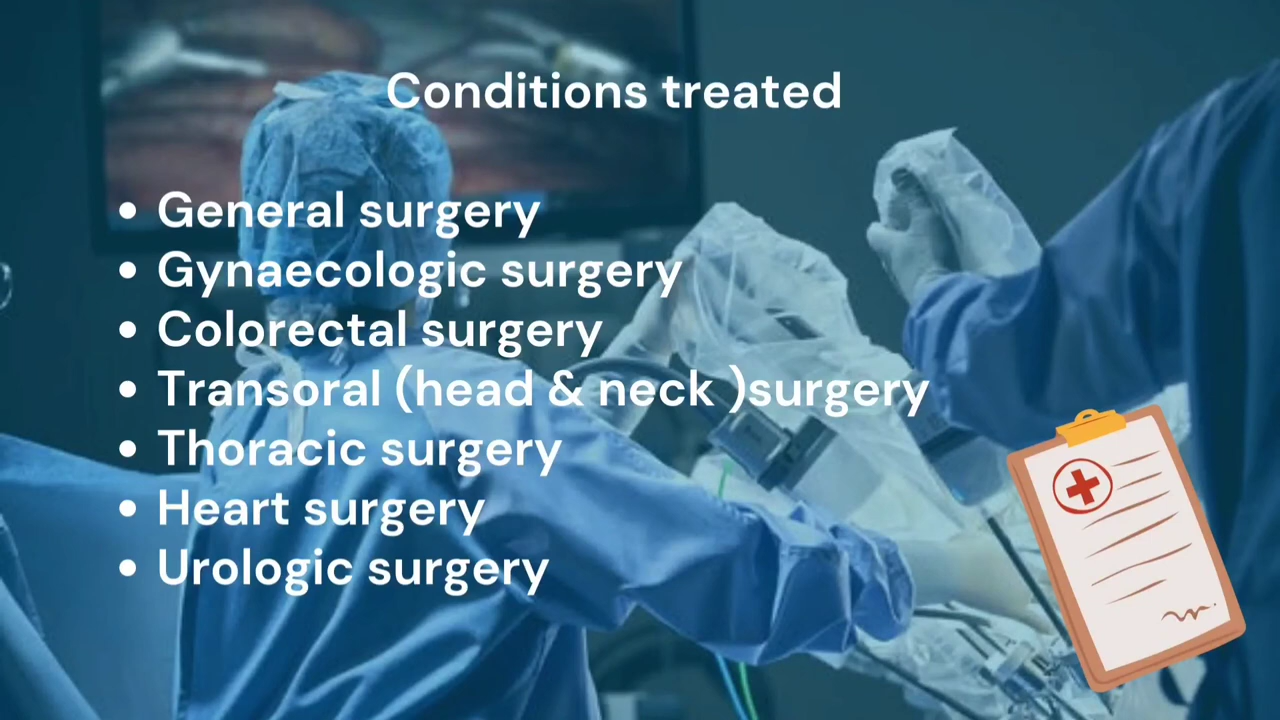 Conditions treated
• General surgery
• Gynaecologic surgery
• Colorectal surgery
• Transoral (head & neck )surgery
• Thoracic surgery
• Heart surgery
• Urologic surgery